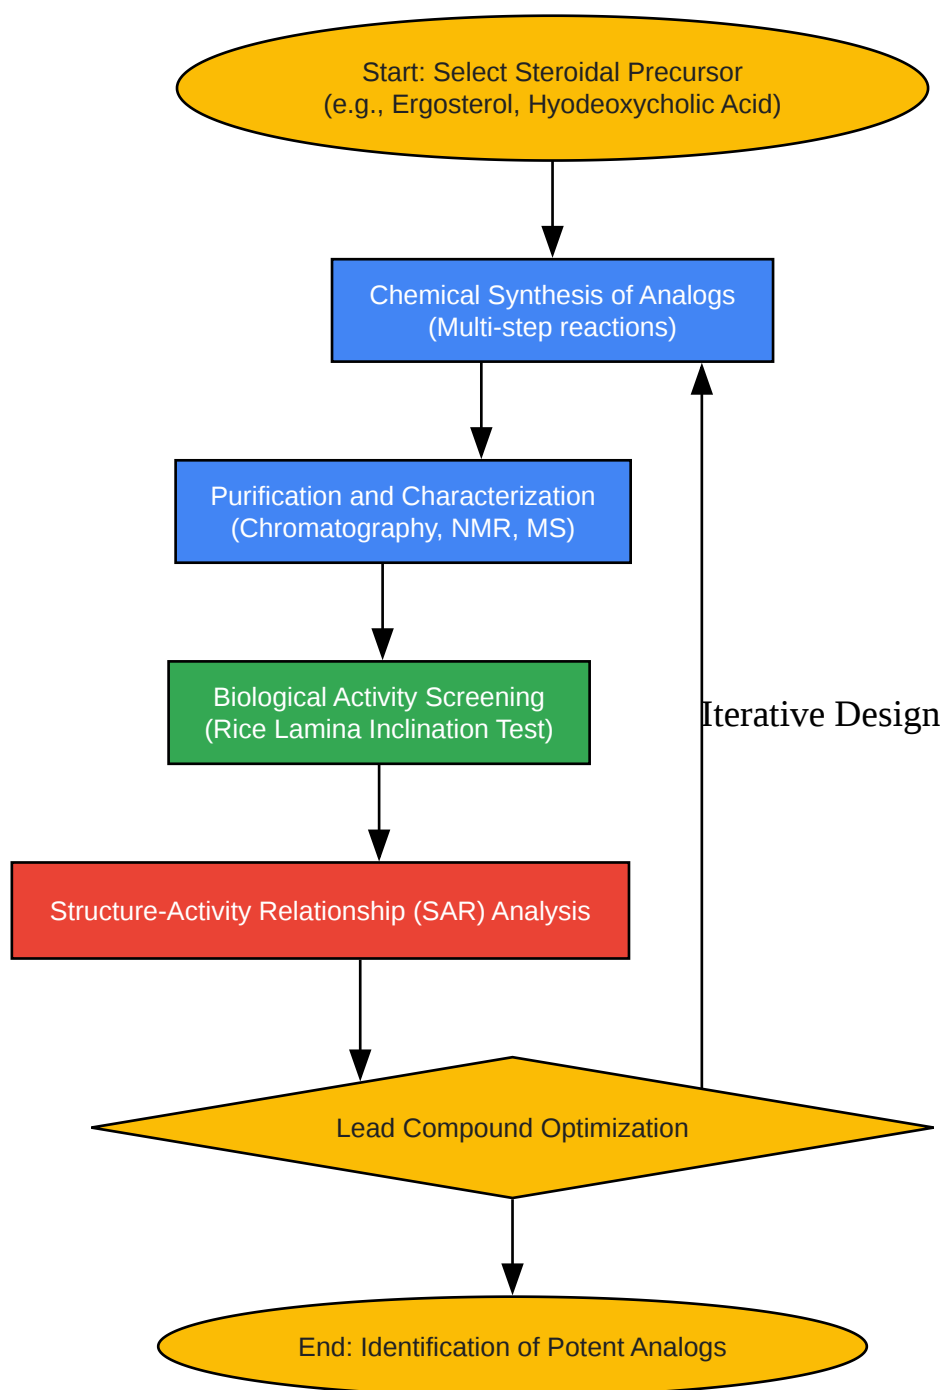 Start: Select Steroidal Precursor
(e.g., Ergosterol, Hyodeoxycholic Acid)
Chemical Synthesis of Analogs
(Multi-step reactions)
Purification and Characterization
(Chromatography, NMR, MS)
Biological Activity Screening
(Rice Lamina Inclination Test)
Iterative Design
Structure-Activity Relationship (SAR) Analysis
Lead Compound Optimization
End: Identification of Potent Analogs